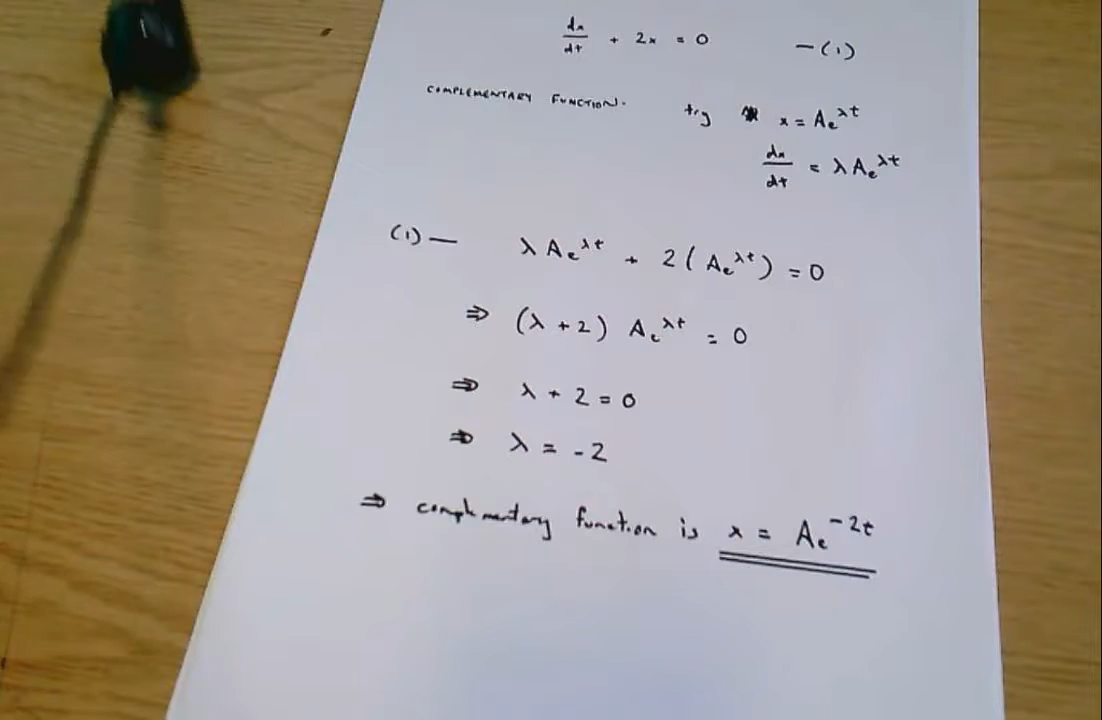 dx/dt + 2x = 0 — (1)
COMPLEMENTARY FUNCTION. try x = Ae^λt
dx/dt = λAe^λt
(1) — λAe^λt + 2(Ae^λt) = 0
⇒ (λ + 2) Ae^λt = 0
⇒ λ + 2 = 0
⇒ λ = -2
⇒ complementary function is x = Ae^-2t